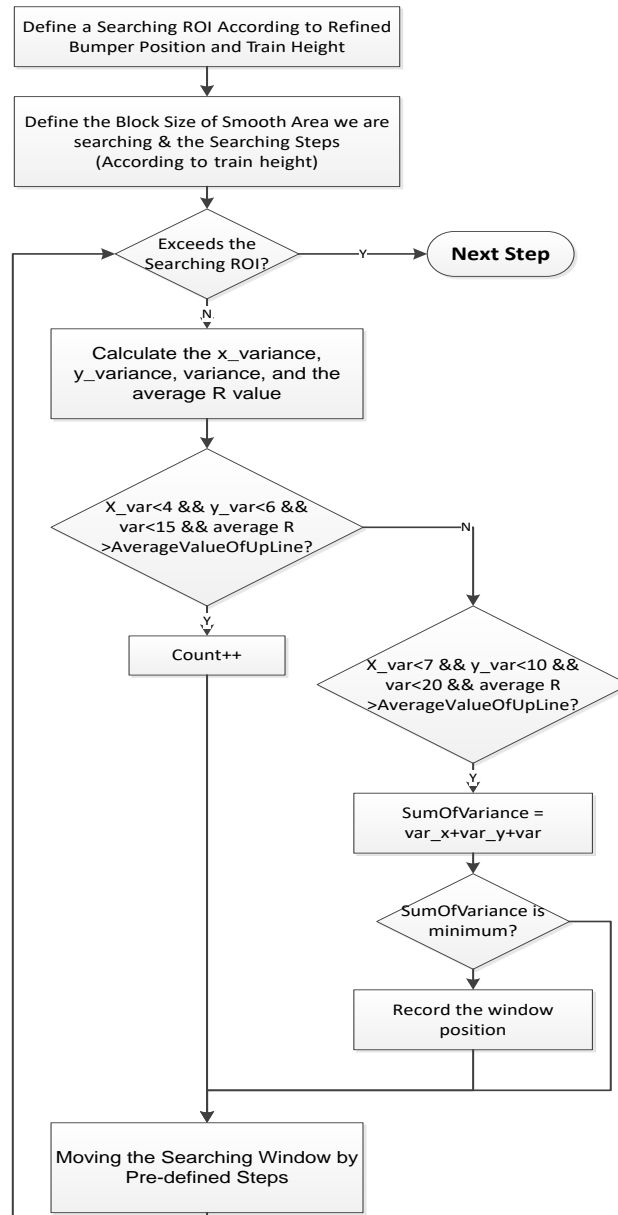 Define a Searching ROI According to Refined
Bumper Position and Train Height
Define the Block Size of Smooth Area we are
searching & the Searching Steps
(According to train height)
Exceeds the
Searching ROI?
Y
Next Step
N
Calculate the x_variance,
y_variance, variance, and the
average R value
X_var<4 && y_var<6 &&
var<15 && average R
>AverageValueOfUpLine?
N
Y
Count++
X_var<7 && y_var<10 &&
var<20 && average R
>AverageValueOfUpLine?
Y
SumOfVariance =
var_x+var_y+var
SumOfVariance is
minimum?
Record the window
position
Moving the Searching Window by
Pre-defined Steps